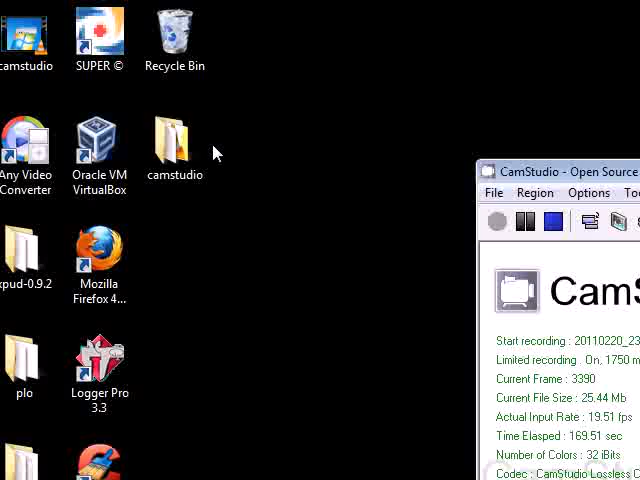 camstudio
SUPER ©
Recycle Bin
Any Video
Converter
Oracle VM
VirtualBox
camstudio
xpud-0.9.2
Mozilla
Firefox 4...
plo
Logger Pro
3.3
CamStudio - Open Source
File Region Options
CamS
Start recording : 20110220_23
Limited recording : On, 1750 m
Current Frame : 3390
Current File Size : 25.44 Mb
Actual Input Rate : 19.51 fps
Time Elasped : 169.51 sec
Number of Colors : 32 iBits
Codec : CamStudio Lossless C